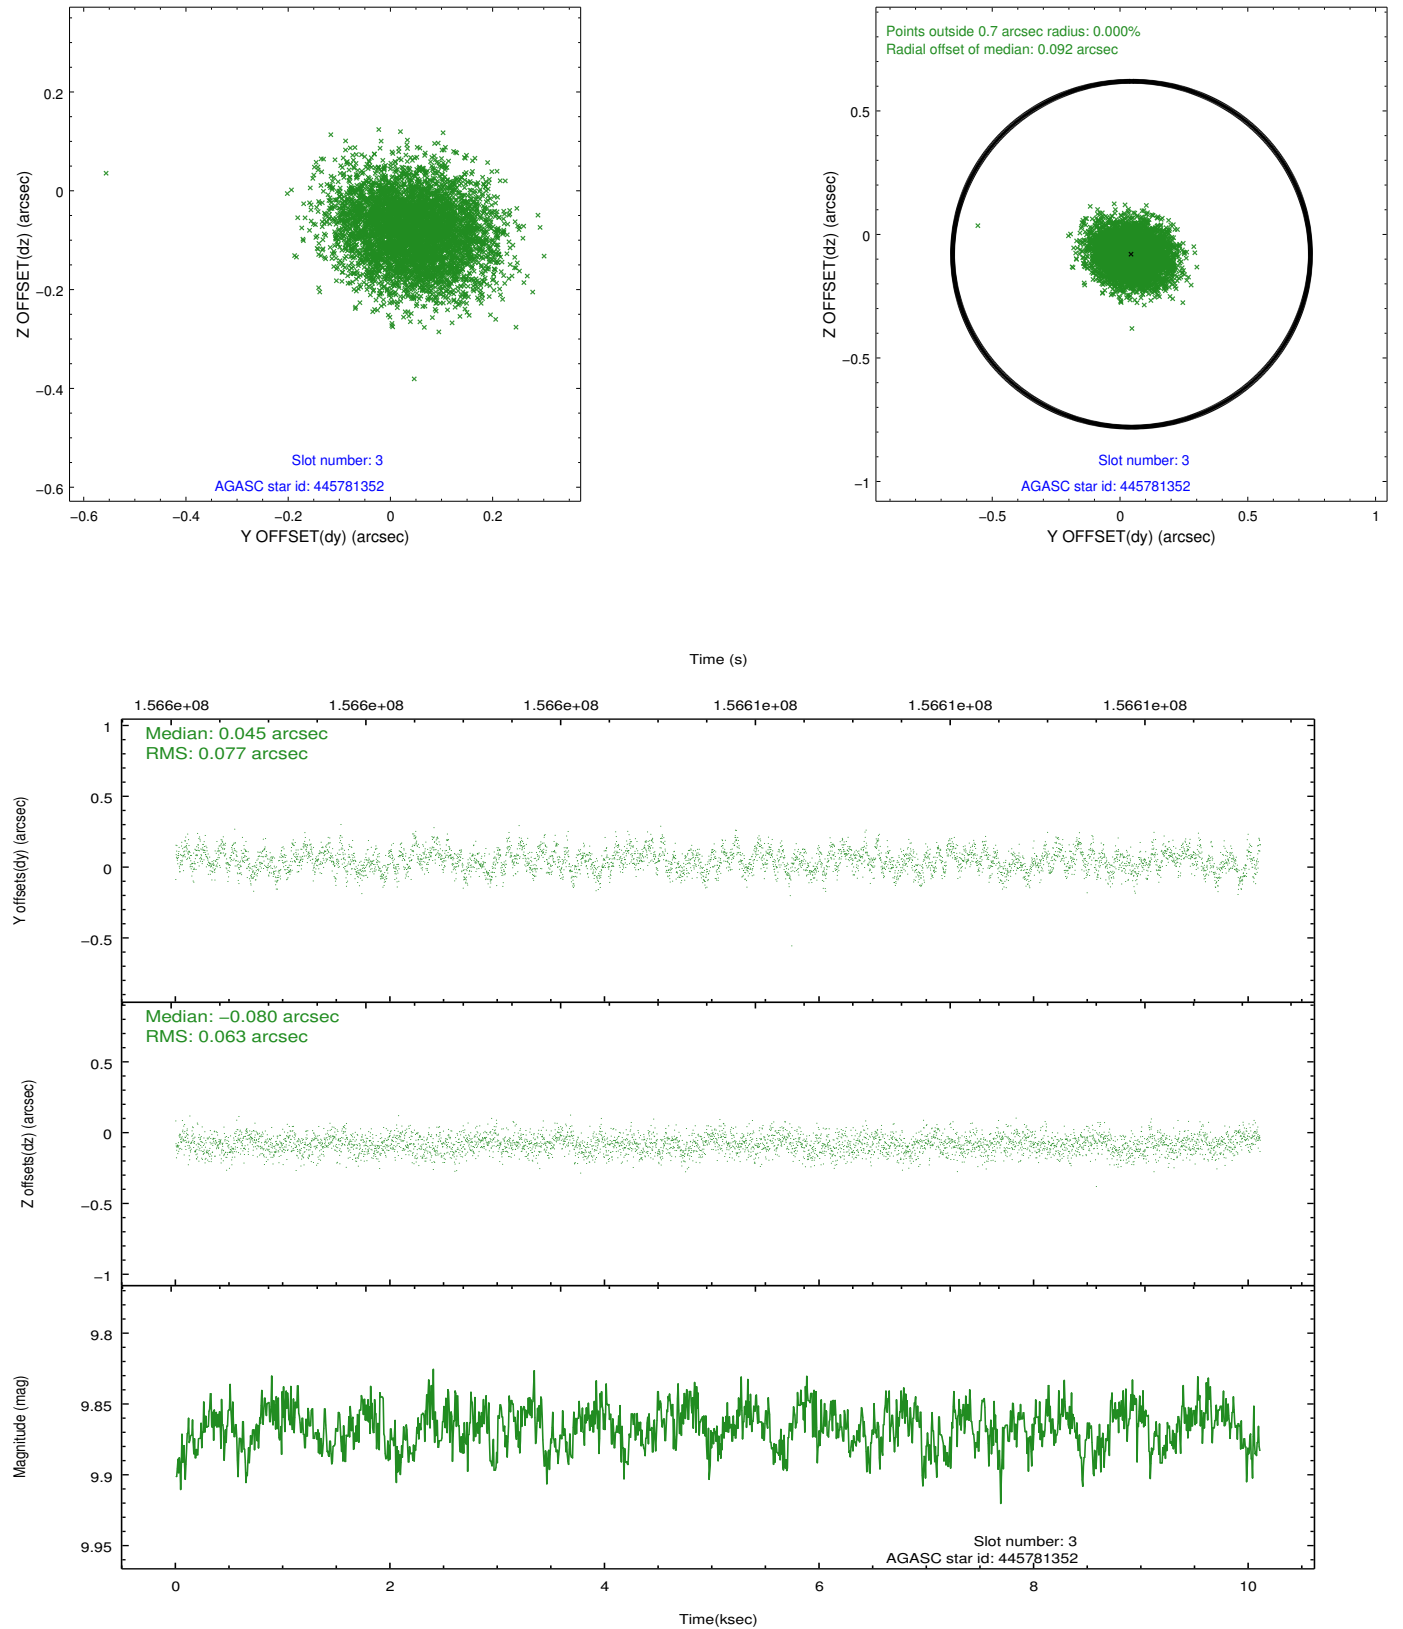 0.2
0
−0.2
−0.4
−0.6
Z OFFSET(dz) (arcsec)
Slot number: 3
AGASC star id: 445781352
−0.6 −0.4 −0.2 0 0.2
Y OFFSET(dy) (arcsec)
Points outside 0.7 arcsec radius: 0.000%
Radial offset of median: 0.092 arcsec
0.5
0
−0.5
−1
Z OFFSET(dz) (arcsec)
Slot number: 3
AGASC star id: 445781352
−0.5 0 0.5 1
Y OFFSET(dy) (arcsec)
Time (s)
1.566e+08 1.566e+08 1.566e+08 1.5661e+08 1.5661e+08 1.5661e+08
Median: 0.045 arcsec
RMS: 0.077 arcsec
1
0.5
0
−0.5
Y offsets(dy) (arcsec)
Median: −0.080 arcsec
RMS: 0.063 arcsec
0.5
0
−0.5
−1
Z offsets(dz) (arcsec)
9.8
9.85
9.9
9.95
Magnitude (mag)
Slot number: 3
AGASC star id: 445781352
0 2 4 6 8 10
Time(ksec)